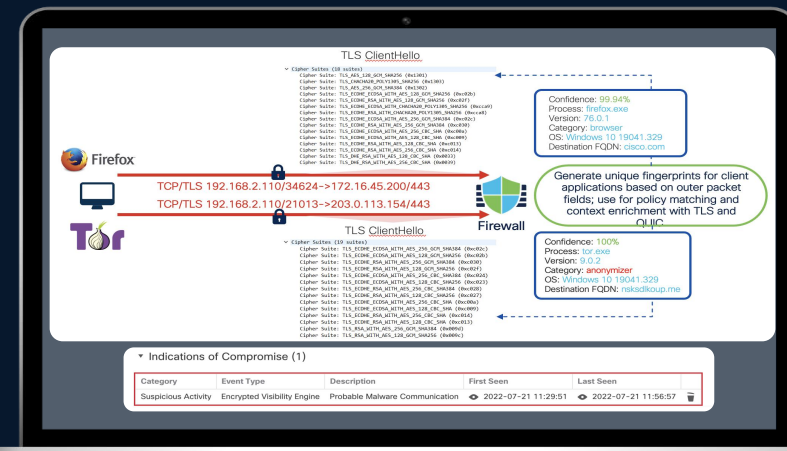 TLS ClientHello
Cipher Suites (18 suites)
Cipher Suite: TLS_AES_128_GCM_SHA256 (0x1301)
Cipher Suite: TLS_CHACHA20_POLY1305_SHA256 (0x1303)
Cipher Suite: TLS_AES_256_GCM_SHA384 (0x1302)
Cipher Suite: TLS_ECDHE_ECDSA_WITH_AES_128_GCM_SHA256 (0xc02b)
Cipher Suite: TLS_ECDHE_RSA_WITH_AES_128_GCM_SHA256 (0xc02f)
Cipher Suite: TLS_ECDHE_ECDSA_WITH_CHACHA20_POLY1305_SHA256 (0xcca9)
Cipher Suite: TLS_ECDHE_RSA_WITH_CHACHA20_POLY1305_SHA256 (0xcca8)
Cipher Suite: TLS_ECDHE_ECDSA_WITH_AES_256_GCM_SHA384 (0xc02c)
Cipher Suite: TLS_ECDHE_RSA_WITH_AES_256_GCM_SHA384 (0xc030)
Cipher Suite: TLS_ECDHE_ECDSA_WITH_AES_256_CBC_SHA (0xc00a)
Cipher Suite: TLS_ECDHE_ECDSA_WITH_AES_128_CBC_SHA (0xc009)
Cipher Suite: TLS_ECDHE_RSA_WITH_AES_128_CBC_SHA (0xc013)
Cipher Suite: TLS_ECDHE_RSA_WITH_AES_256_CBC_SHA (0xc014)
Cipher Suite: TLS_DHE_RSA_WITH_AES_128_CBC_SHA (0x0033)
Cipher Suite: TLS_DHE_RSA_WITH_AES_256_CBC_SHA (0x0039)
Confidence: 99.94%
Process: firefox.exe
Version: 76.0.1
Category: browser
OS: Windows 10 19041.329
Destination FQDN: cisco.com
Firefox
TCP/TLS 192.168.2.110/34624->172.16.45.200/443
TCP/TLS 192.168.2.110/21013->203.0.113.154/443
Tor
Firewall
Generate unique fingerprints for client
applications based on outer packet
fields; use for policy matching and
context enrichment with TLS and
QUIC
TLS ClientHello
Cipher Suites (19 suites)
Cipher Suite: TLS_ECDHE_ECDSA_WITH_AES_256_GCM_SHA384 (0xc02c)
Cipher Suite: TLS_ECDHE_ECDSA_WITH_AES_128_GCM_SHA256 (0xc02b)
Cipher Suite: TLS_ECDHE_RSA_WITH_AES_256_GCM_SHA384 (0xc030)
Cipher Suite: TLS_ECDHE_RSA_WITH_AES_128_GCM_SHA256 (0xc02f)
Cipher Suite: TLS_ECDHE_ECDSA_WITH_AES_256_CBC_SHA384 (0xc024)
Cipher Suite: TLS_ECDHE_ECDSA_WITH_AES_128_CBC_SHA256 (0xc023)
Cipher Suite: TLS_ECDHE_RSA_WITH_AES_256_CBC_SHA384 (0xc028)
Cipher Suite: TLS_ECDHE_RSA_WITH_AES_128_CBC_SHA256 (0xc027)
Cipher Suite: TLS_ECDHE_ECDSA_WITH_AES_256_CBC_SHA (0xc00a)
Cipher Suite: TLS_ECDHE_ECDSA_WITH_AES_128_CBC_SHA (0xc009)
Cipher Suite: TLS_ECDHE_RSA_WITH_AES_256_CBC_SHA (0xc014)
Cipher Suite: TLS_ECDHE_RSA_WITH_AES_128_CBC_SHA (0xc013)
Cipher Suite: TLS_RSA_WITH_AES_256_GCM_SHA384 (0x009d)
Cipher Suite: TLS_RSA_WITH_AES_128_GCM_SHA256 (0x009c)
Confidence: 100%
Process: tor.exe
Version: 9.0.2
Category: anonymizer
OS: Windows 10 19041.329
Destination FQDN: nsksdlkoup.me
Indications of Compromise (1)
Category Event Type Description First Seen Last Seen
Suspicious Activity Encrypted Visibility Engine Probable Malware Communication 2022-07-21 11:29:51 2022-07-21 11:56:57